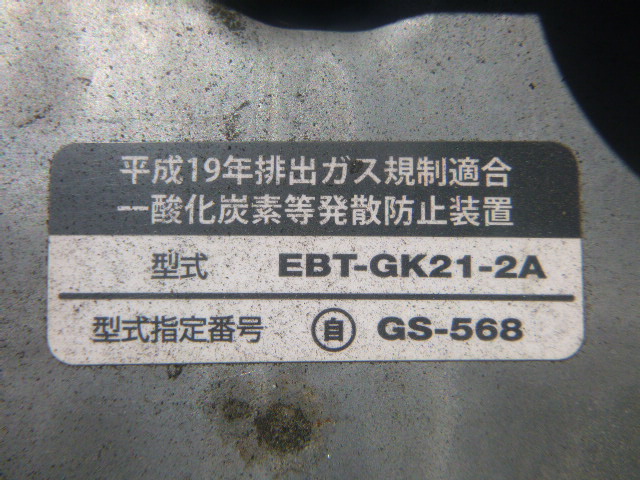 平成19年排出ガス規制適合
一酸化炭素等発散防止装置
型式 EBT-GK21-2A
型式指定番号 自 GS-568